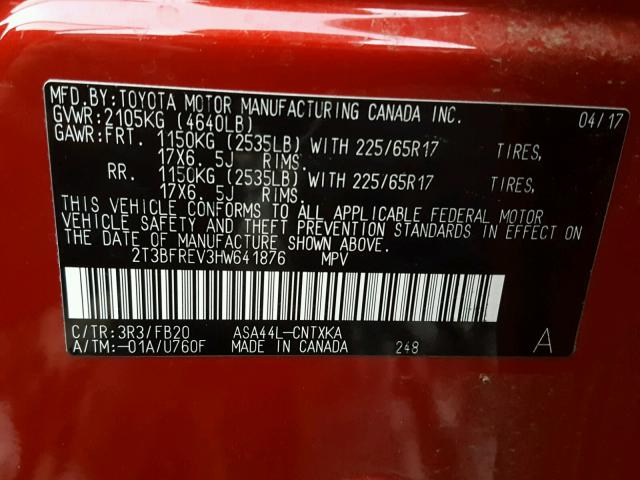 MFD.BY:TOYOTA MOTOR MANUFACTURING CANADA INC. 04/17
GVWR:2105KG (4640LB)
GAWR:FRT. 1150KG (2535LB) WITH 225/65R17 TIRES,
17X6. 5J RIMS.
RR. 1150KG (2535LB) WITH 225/65R17 TIRES,
17X6. 5J RIMS.
THIS VEHICLE CONFORMS TO ALL APPLICABLE FEDERAL MOTOR
VEHICLE SAFETY AND THEFT PREVENTION STANDARDS IN EFFECT ON
THE DATE OF MANUFACTURE SHOWN ABOVE.
2T3BFREV3HW641876 MPV
C/TR:3R3/FB20 ASA44L-CNTXKA
A/TM:-01A/U760F MADE IN CANADA 248 A